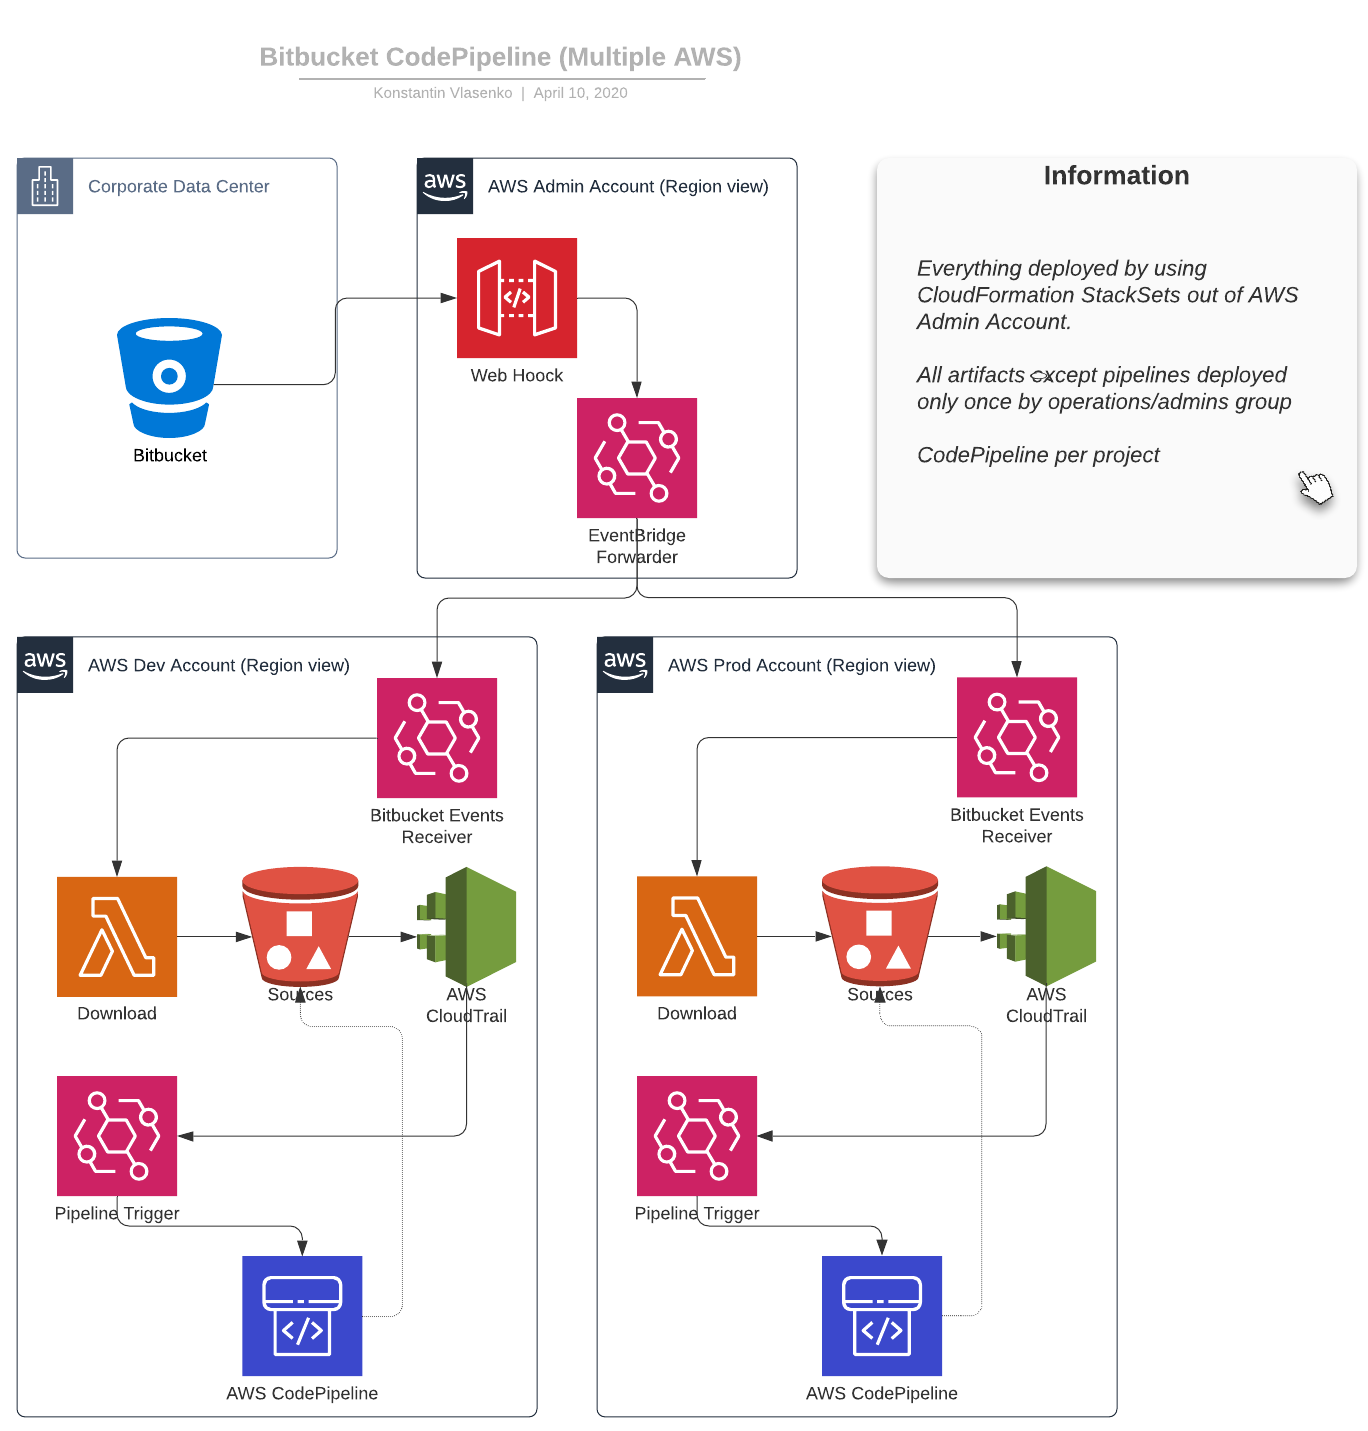 Bitbucket CodePipeline (Multiple AWS)
Konstantin Vlasenko | April 10, 2020
Corporate Data Center
Bitbucket
aws
AWS Admin Account (Region view)
Web Hoock
EventBridge
Forwarder
Information
Everything deployed by using
CloudFormation StackSets out of AWS
Admin Account.
All artifacts except pipelines deployed
only once by operations/admins group
CodePipeline per project
aws
AWS Dev Account (Region view)
Bitbucket Events
Receiver
Download
Sources
AWS
CloudTrail
Pipeline Trigger
AWS CodePipeline
aws
AWS Prod Account (Region view)
Bitbucket Events
Receiver
Download
Sources
AWS
CloudTrail
Pipeline Trigger
AWS CodePipeline